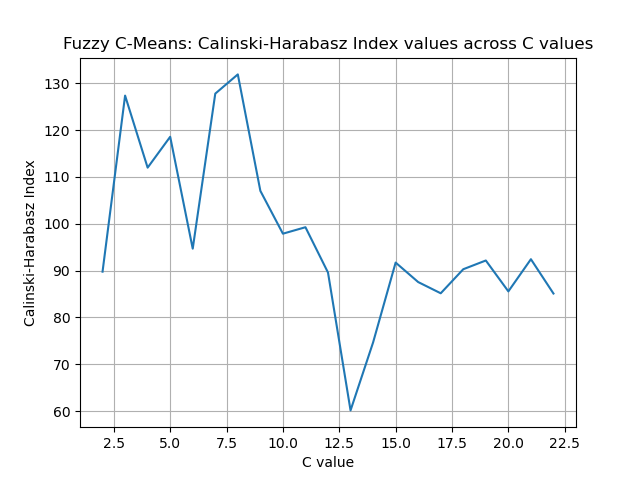 Fuzzy C-Means: Calinski-Harabasz Index values across C values
130
120
110
100
90
80
70
60
Calinski-Harabasz Index
2.5 5.0 7.5 10.0 12.5 15.0 17.5 20.0 22.5
C value